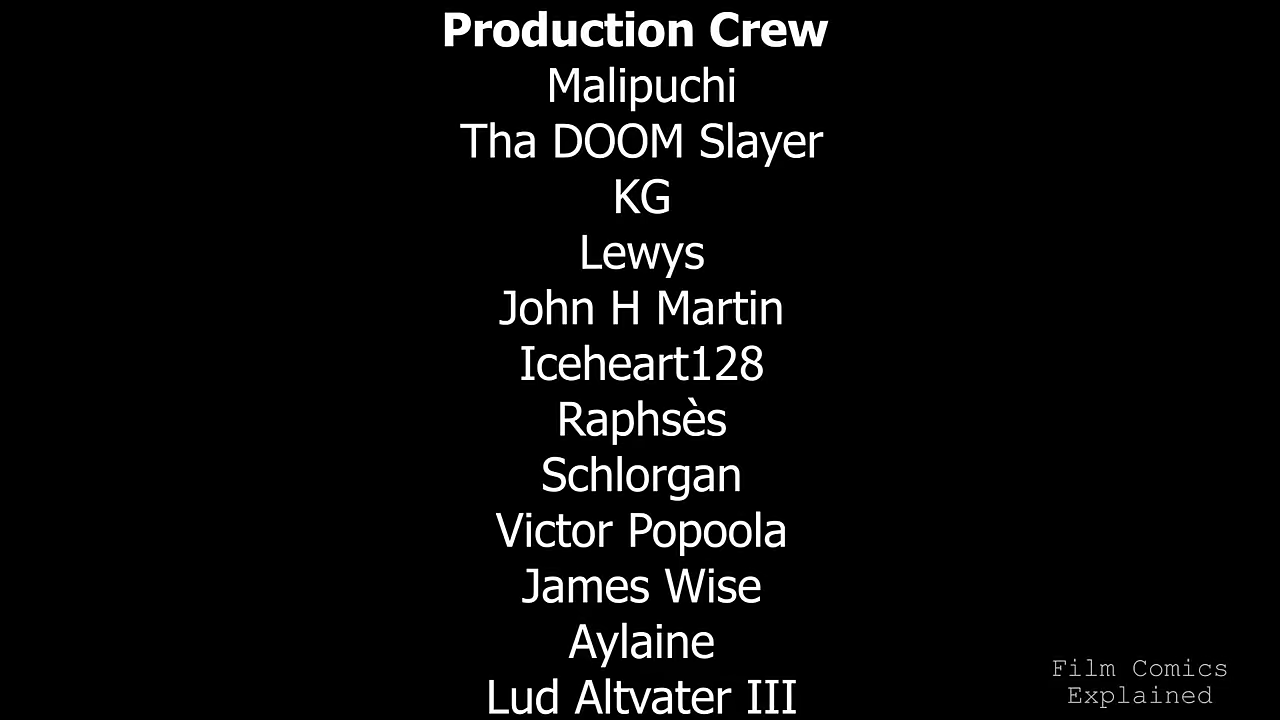 Production Crew
Malipuchi
Tha DOOM Slayer
KG
Lewys
John H Martin
Iceheart128
Raphsès
Schlorgan
Victor Popoola
James Wise
Aylaine
Lud Altvater III
Film Comics
Explained